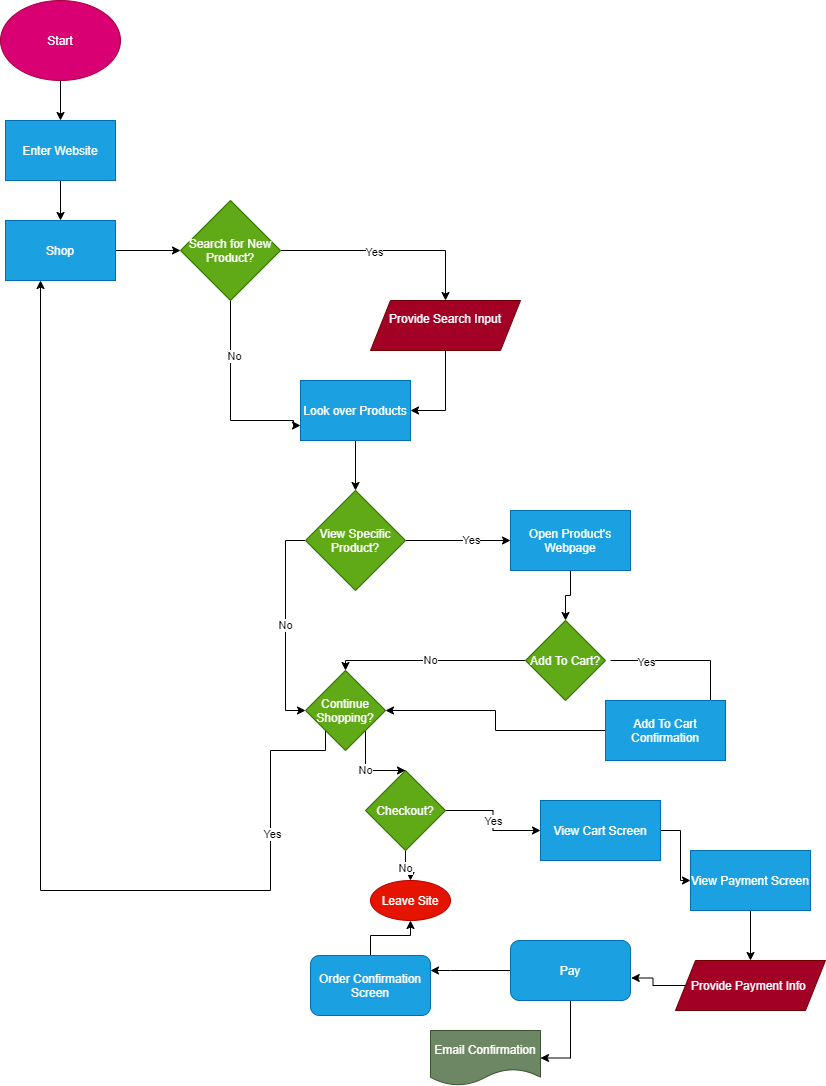 Start
Enter Website
Shop
Search for New
Product?
Yes
Provide Search Input
No
Look over Products
View Specific
Product?
Yes
Open Product's
Webpage
No
Add To Cart?
No
Yes
Continue
Shopping?
Add To Cart
Confirmation
No
Checkout?
Yes
View Cart Screen
Yes
No
View Payment Screen
Leave Site
Order Confirmation
Screen
Pay
Provide Payment Info
Email Confirmation